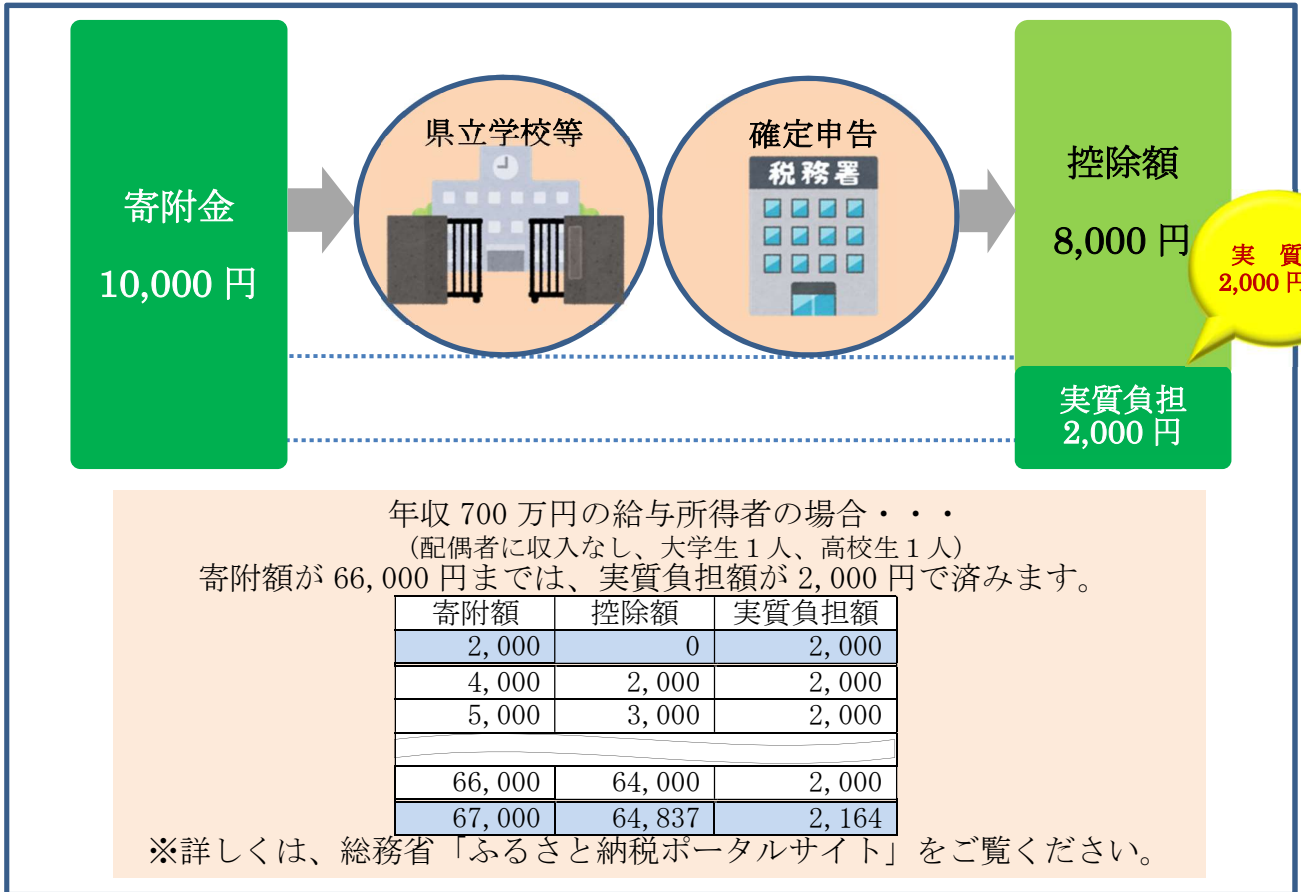 寄附金
10,000 円
県立学校等
確定申告
税務署
控除額
8,000 円
実 質
2,000 円
実質負担
2,000 円
年収 700 万円の給与所得者の場合・・・
（配偶者に収入なし、大学生１人、高校生１人）
寄附額が 66,000 円までは、実質負担額が 2,000 円で済みます。
寄附額 控除額 実質負担額
2,000 0 2,000
4,000 2,000 2,000
5,000 3,000 2,000
66,000 64,000 2,000
67,000 64,837 2,164
※詳しくは、総務省「ふるさと納税ポータルサイト」をご覧ください。